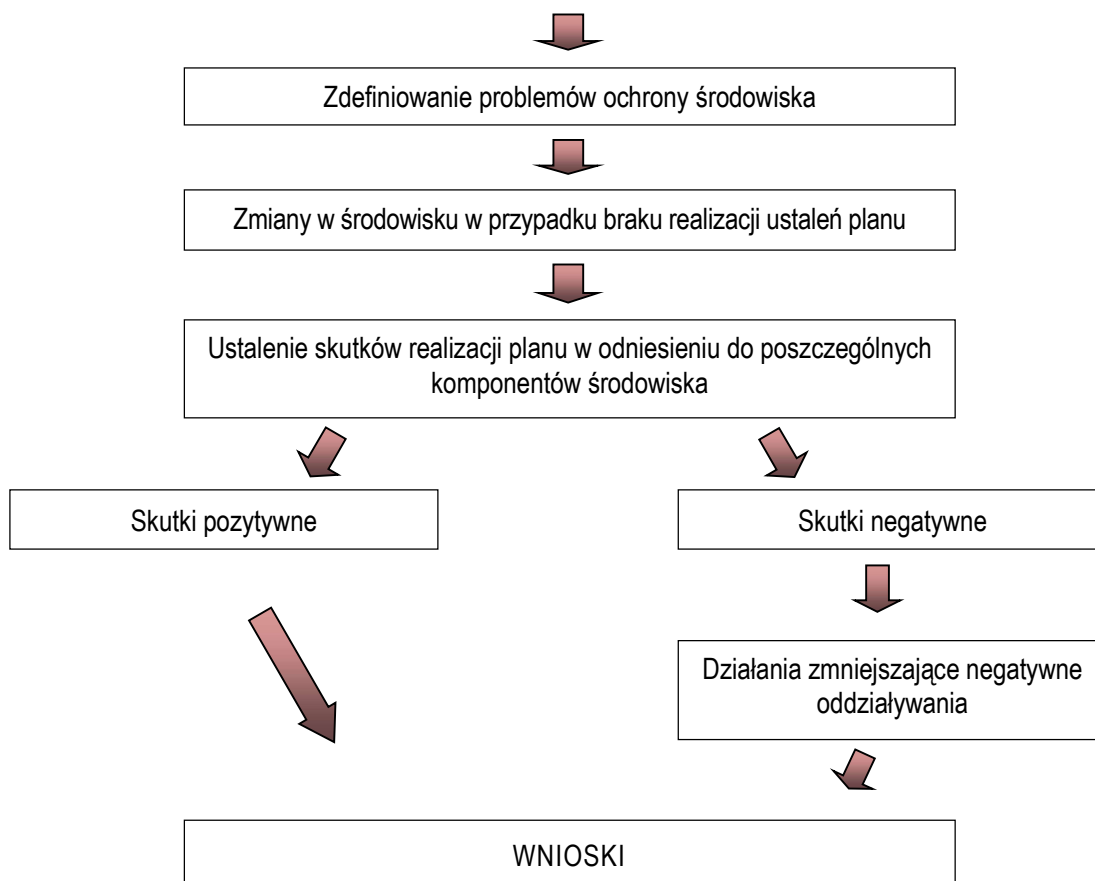 Zdefiniowanie problemów ochrony środowiska
Zmiany w środowisku w przypadku braku realizacji ustaleń planu
Ustalenie skutków realizacji planu w odniesieniu do poszczególnych
komponentów środowiska
Skutki pozytywne
Skutki negatywne
Działania zmniejszające negatywne
oddziaływania
WNIOSKI